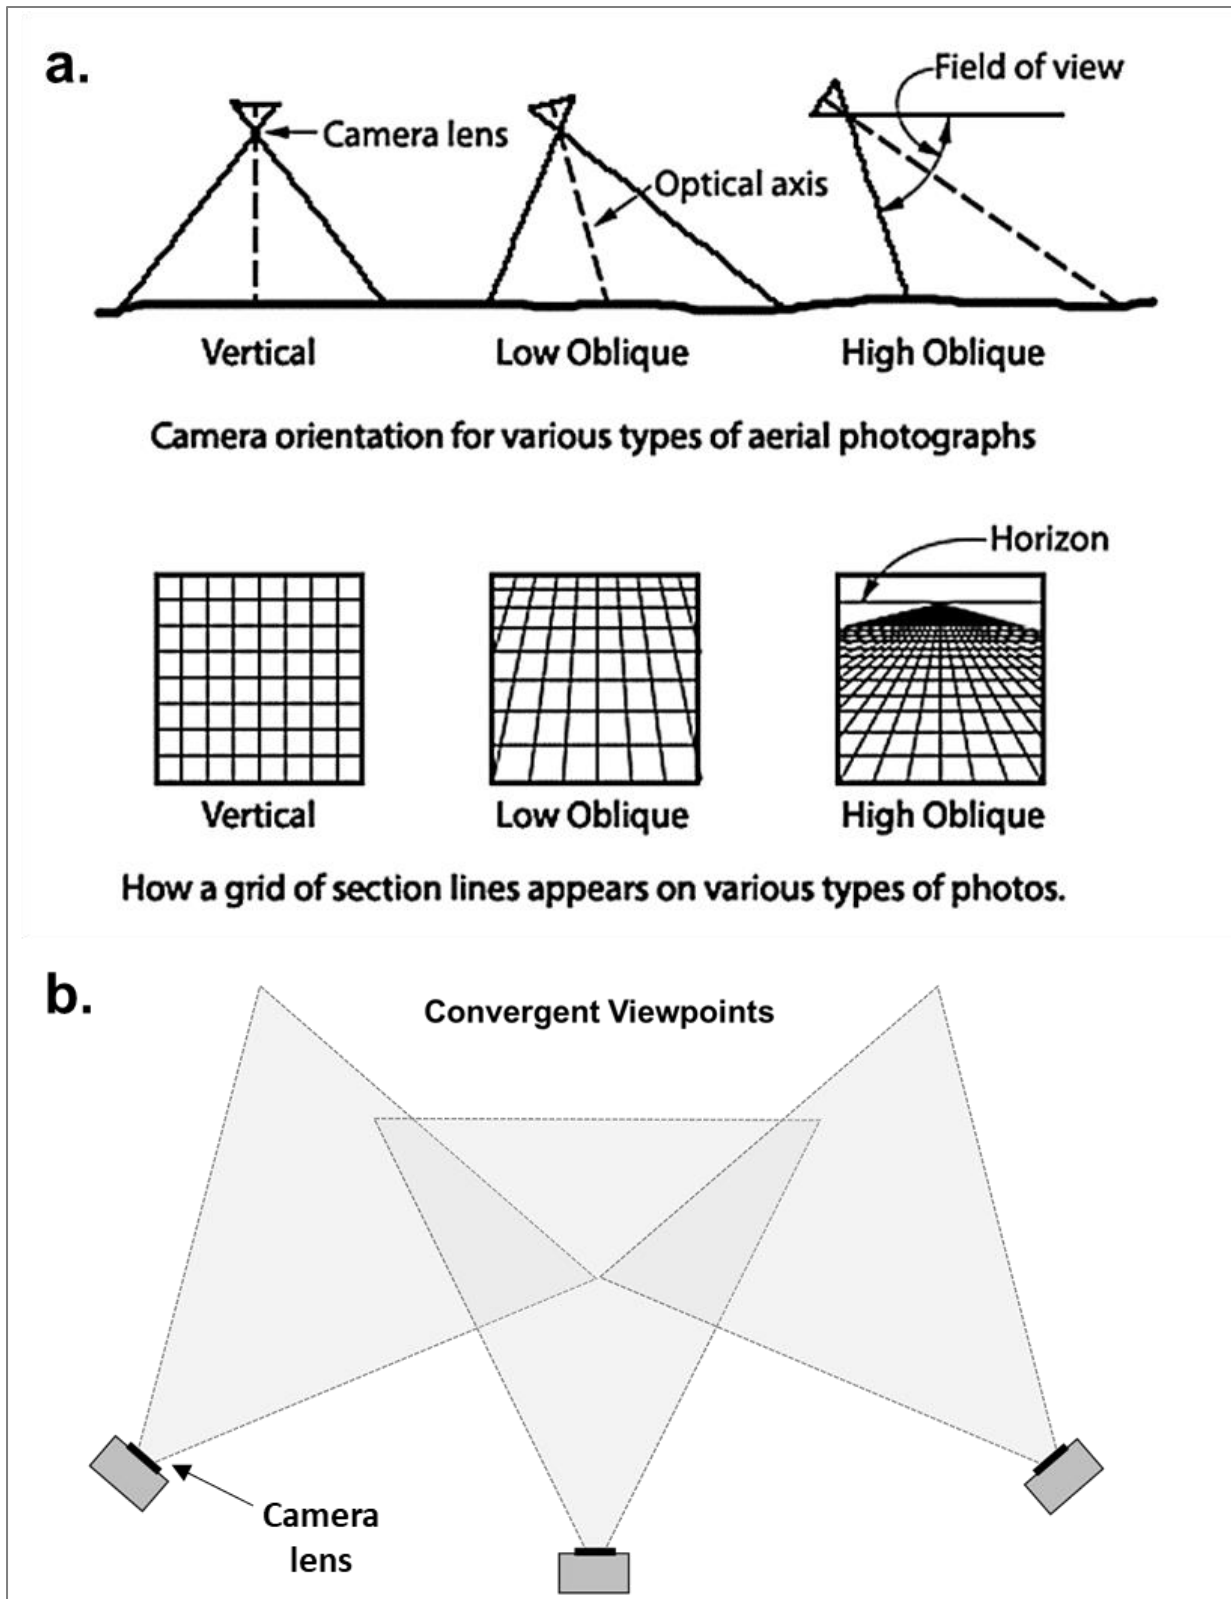 a.
Field of view
Camera lens
Optical axis
Vertical
Low Oblique
High Oblique
Camera orientation for various types of aerial photographs
Horizon
Vertical
Low Oblique
High Oblique
How a grid of section lines appears on various types of photos.
b.
Convergent Viewpoints
Camera
lens